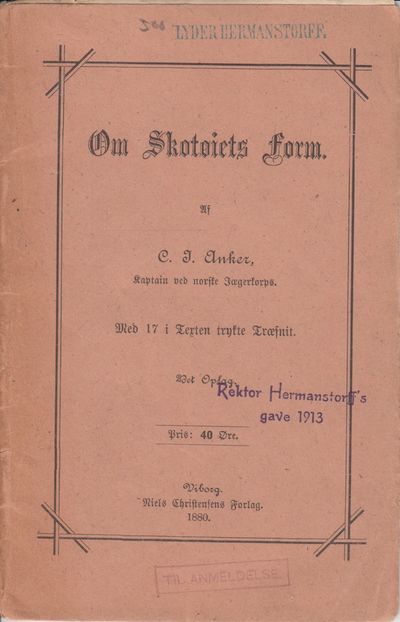 LYDER HERMANSTORFF.
Om Skotøiets Form.
Af
C. J. Anker,
Kaptain ved norske Jægerkorps.
Med 17 i Texten trykte Træsnit.
Oplag.
Rektor Hermanstorff's
gave 1913
Pris: 40 Øre.
Viborg.
Niels Christensens Forlag.
1880.
TIL ANMELDELSE.